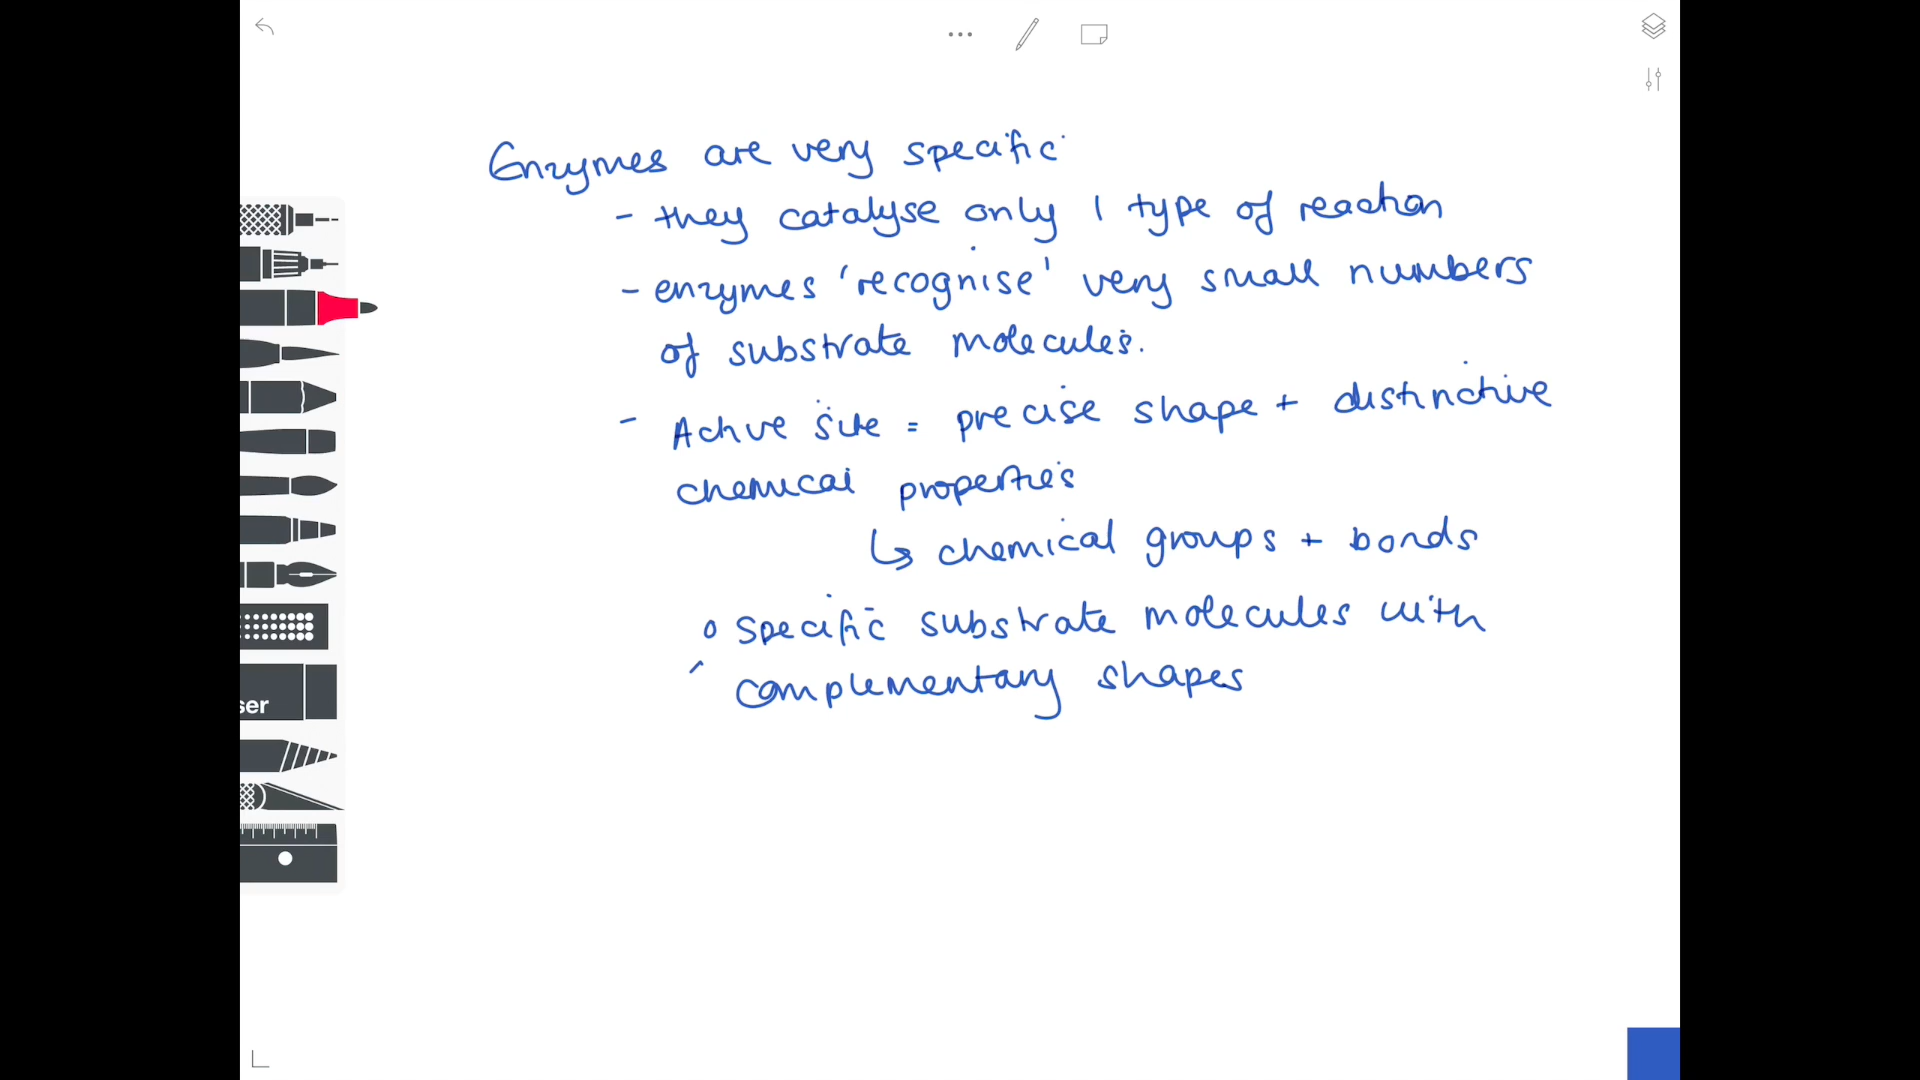 Enzymes are very specific
- they catalyse only 1 type of reaction
- enzymes 'recognise' very small numbers
of substrate molecules.
- Active site = precise shape + distinctive
chemical properties
↳ chemical groups + bonds
∴ specific substrate molecules with
complementary shapes
ser